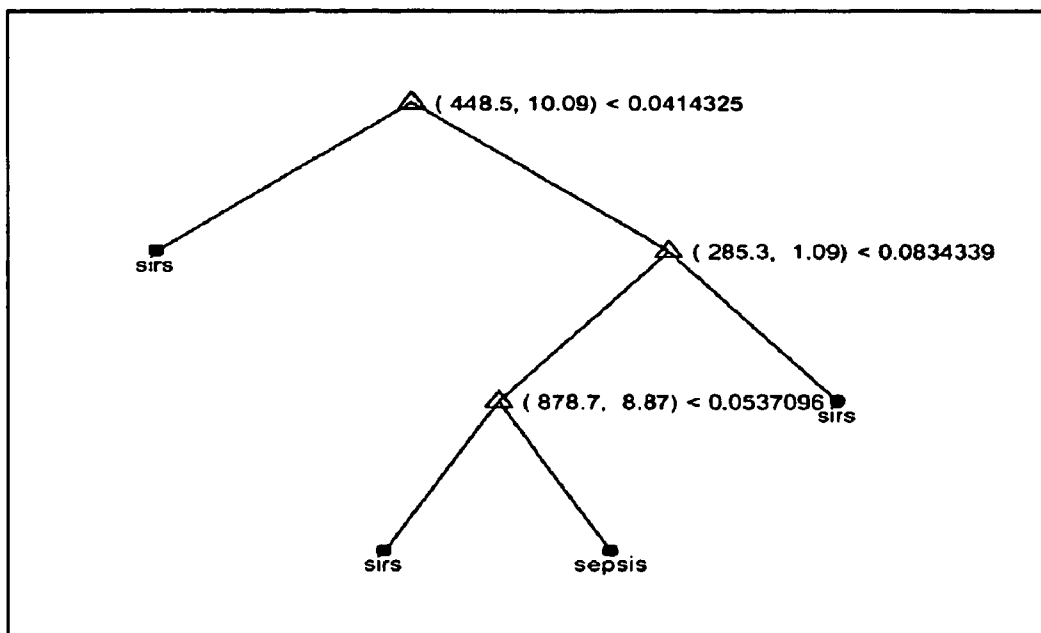 ( 448.5, 10.09) < 0.0414325
sirs
( 285.3, 1.09) < 0.0834339
( 878.7, 8.87) < 0.0537096
sirs
sirs
sepsis